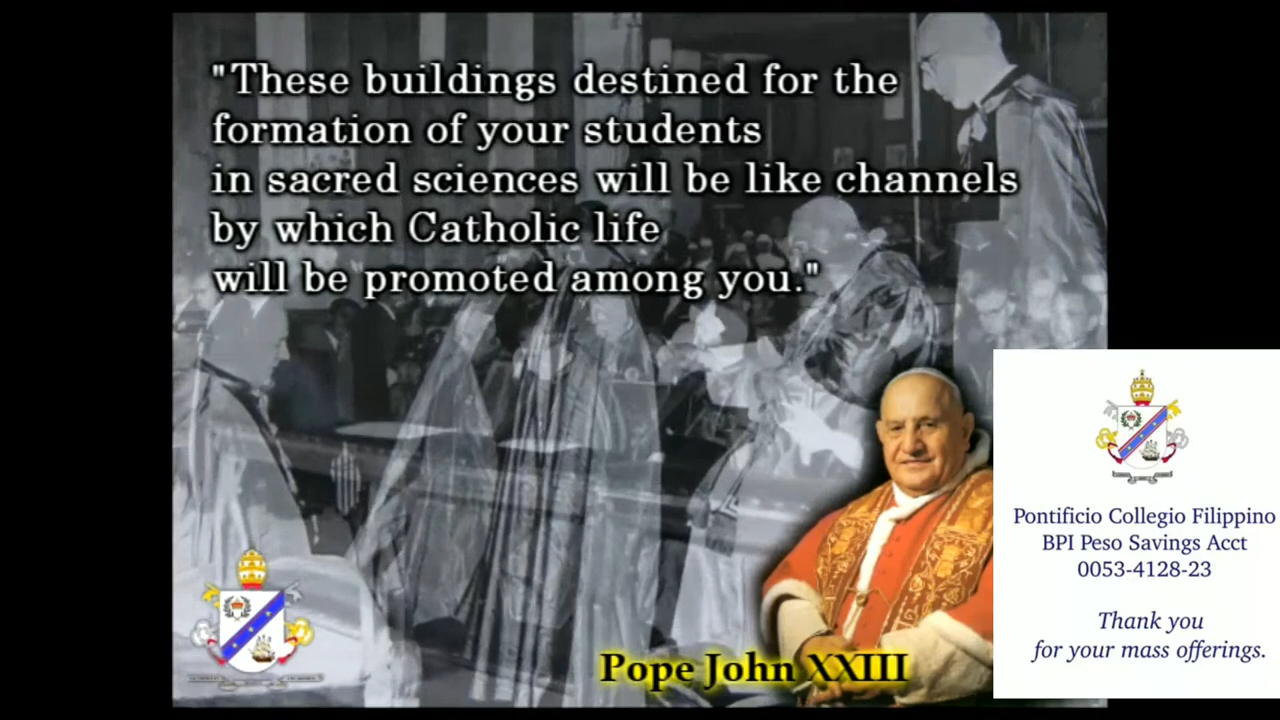 "These buildings destined for the
formation of your students
in sacred sciences will be like channels
by which Catholic life
will be promoted among you."
Pope John XXIII
Pontificio Collegio Filippino
BPI Peso Savings Acct
0053-4128-23
Thank you
for your mass offerings.